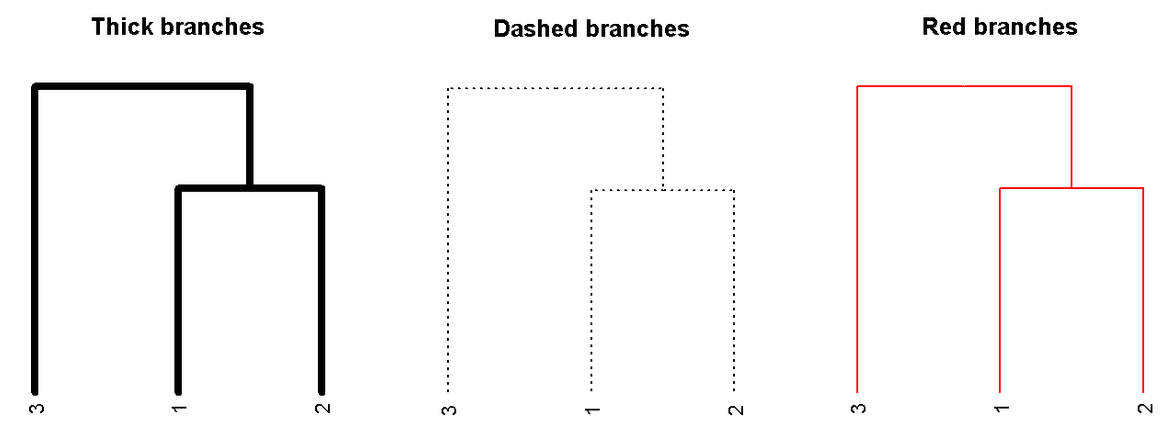 Thick branches
Dashed branches
Red branches
3 1 2
3 1 2
3 1 2